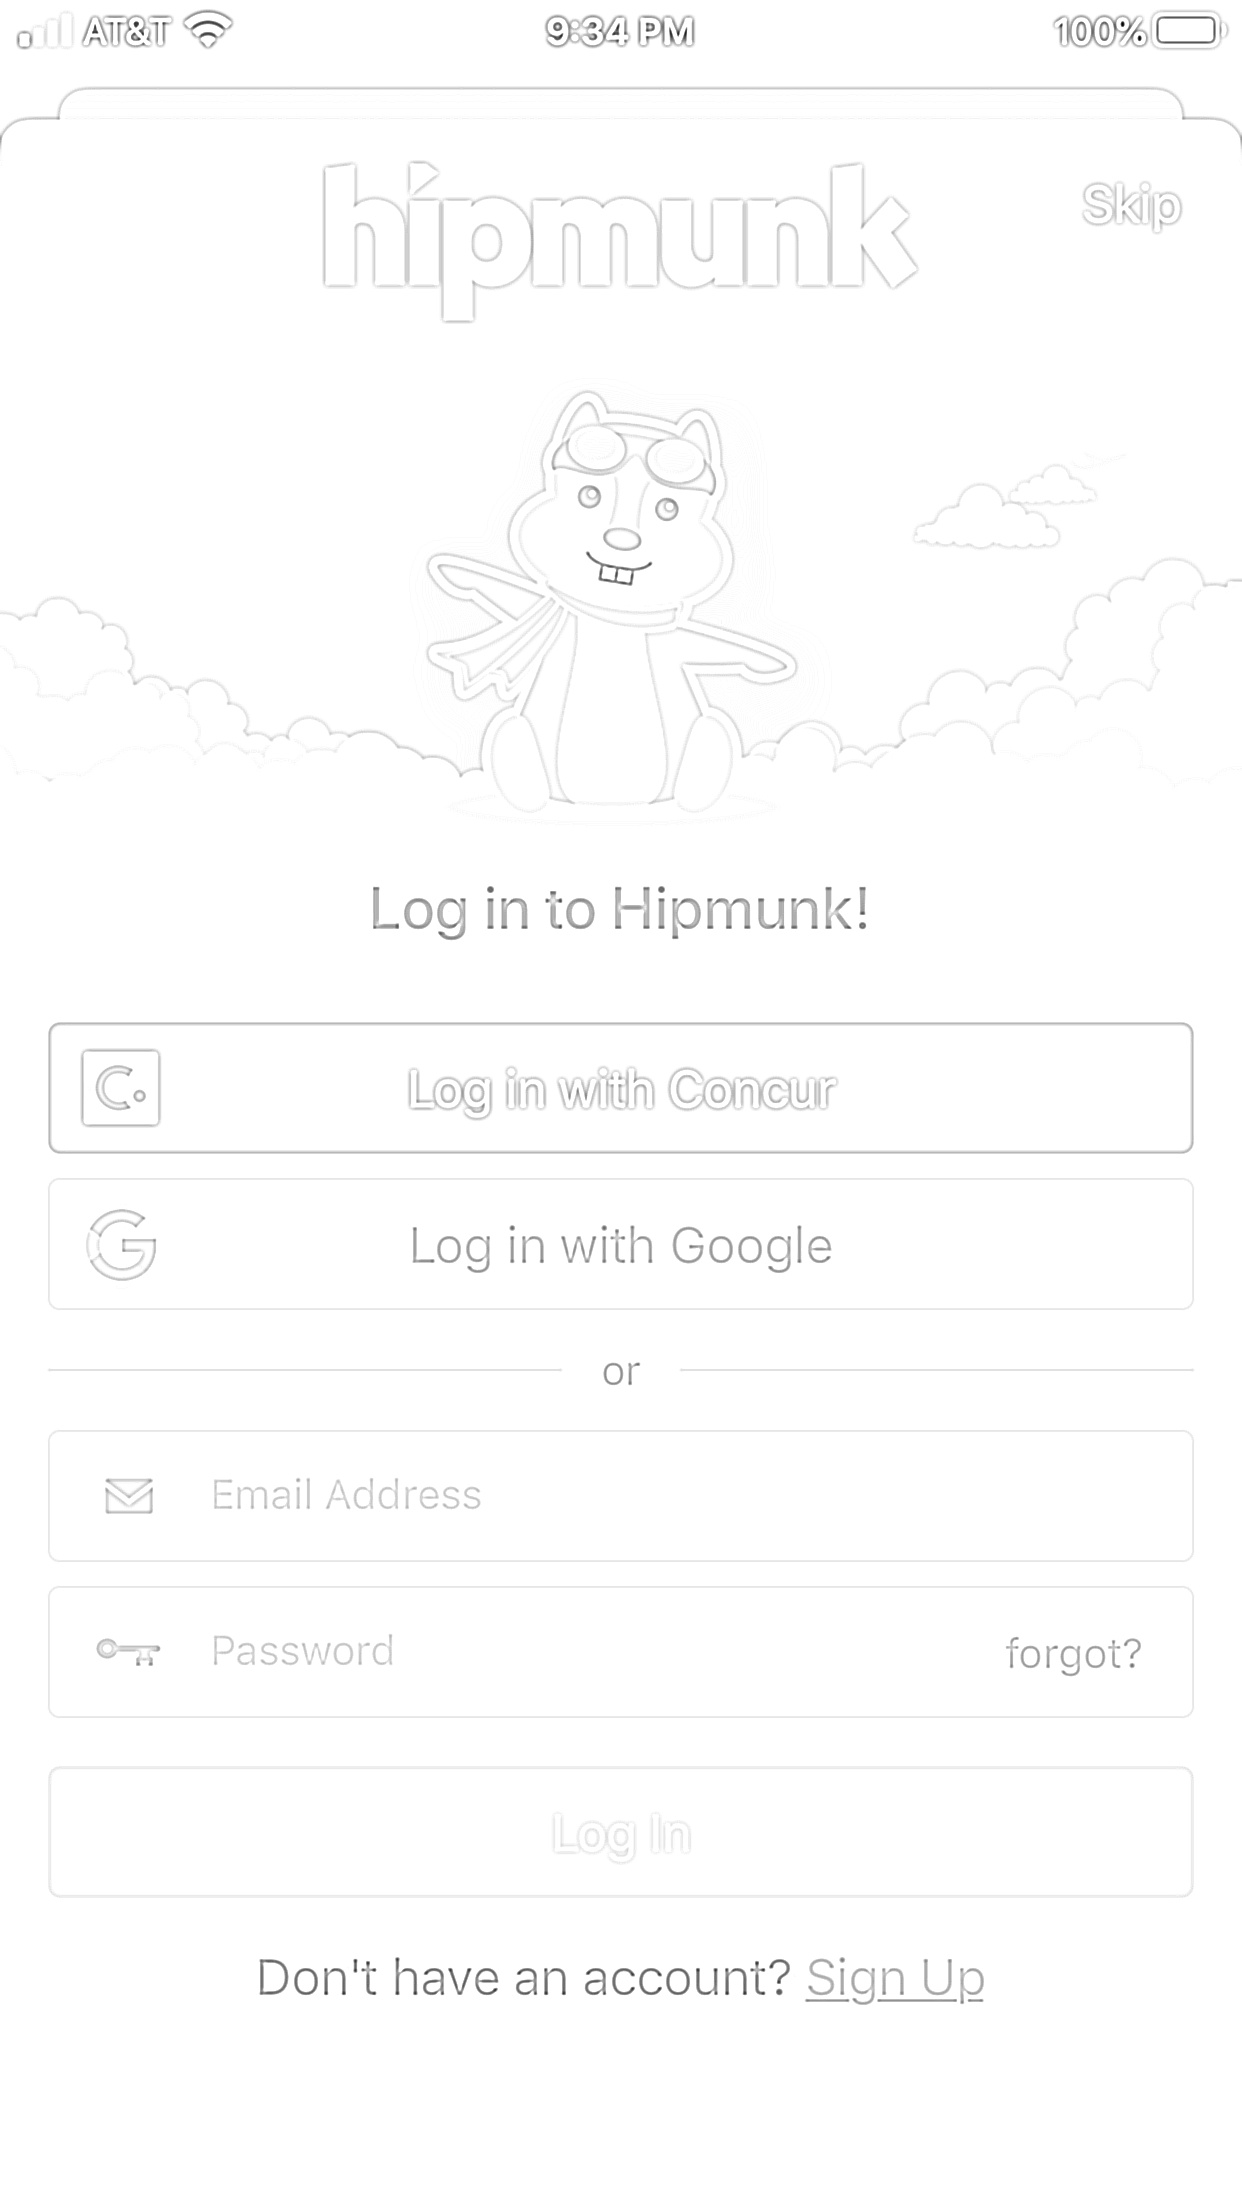 AT&T 9:34 PM 100%
hipmunk
Skip
Log in to Hipmunk!
C.
Log in with Concur
G
Log in with Google
or
Email Address
Password
forgot?
Log In
Don't have an account? Sign Up